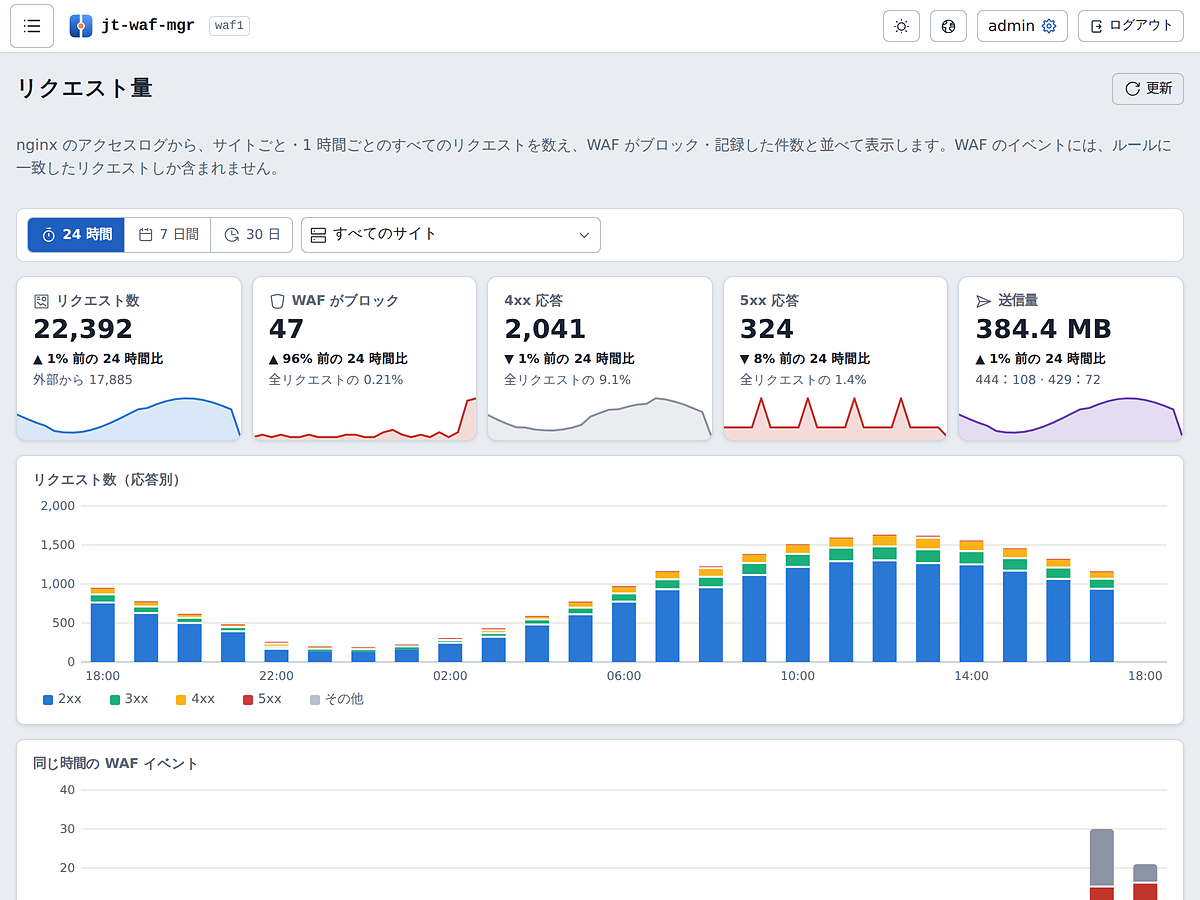 jt-waf-mgr
waf1
admin
ログアウト
リクエスト量
更新
nginx のアクセスログから、サイトごと・1 時間ごとのすべてのリクエストを数え、WAF がブロック・記録した件数と並べて表示します。WAF のイベントには、ルールに
一致したリクエストしか含まれません。
24 時間
7 日間
30 日
すべてのサイト
リクエスト数
22,392
▲ 1% 前の 24 時間比
外部から 17,885
WAF がブロック
47
▲ 96% 前の 24 時間比
全リクエストの 0.21%
4xx 応答
2,041
▼ 1% 前の 24 時間比
全リクエストの 9.1%
5xx 応答
324
▼ 8% 前の 24 時間比
全リクエストの 1.4%
送信量
384.4 MB
▲ 1% 前の 24 時間比
444：108 · 429：72
リクエスト数（応答別）
2,000
1,500
1,000
500
0
18:00 22:00 02:00 06:00 10:00 14:00 18:00
2xx 3xx 4xx 5xx その他
同じ時間の WAF イベント
40
30
20